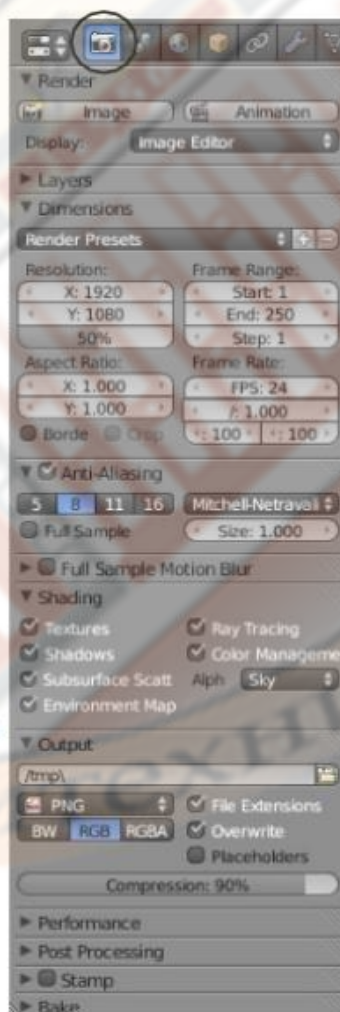 Render
Image Animation
Display: Image Editor
Layers
Dimensions
Render Presets
Resolution: Frame Range:
X: 1920 Start: 1
Y: 1080 End: 250
50% Step: 1
Aspect Ratio: Frame Rate:
X: 1.000 FPS: 24
Y: 1.000 /: 1.000
Borde Crop : 100 : 100
Anti-Aliasing
5 8 11 16 Mitchell-Netravali
Full Sample Size: 1.000
Full Sample Motion Blur
Shading
Textures Ray Tracing
Shadows Color Manageme
Subsurface Scatt Alph Sky
Environment Map
Output
/tmp\
PNG File Extensions
BW RGB RGBA Overwrite
Placeholders
Compression: 90%
Performance
Post Processing
Stamp
Bake